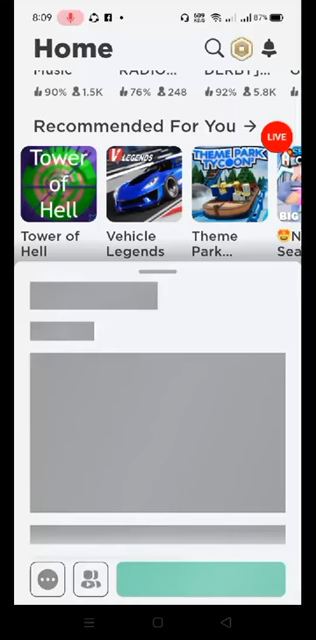 8:09
87%
Home
Music RADIO... DERBY]...
90% 1.5K 76% 248 92% 5.8K
Recommended For You →
LIVE
Tower of Hell
V LEGENDS
THEME PARK TYCOON
BIG
Tower of Hell
Vehicle Legends
Theme Park...
N
Sea